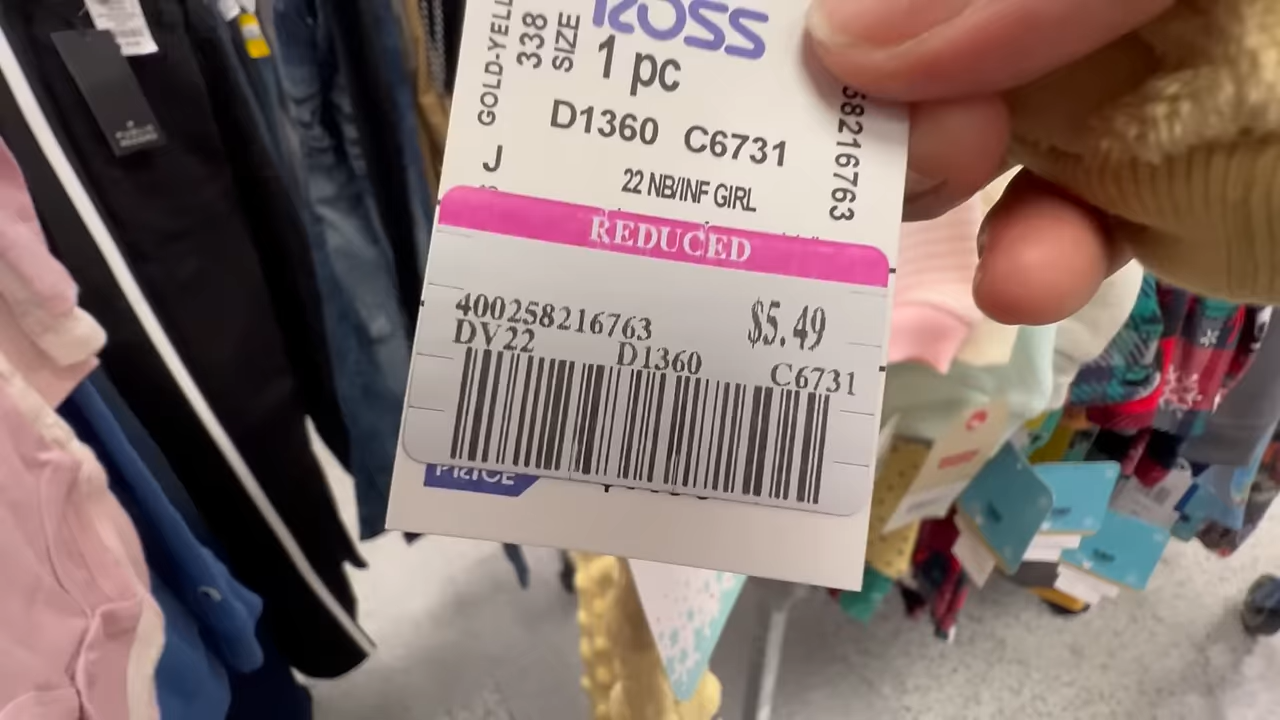 ROSS
1 pc
D1360 C6731
22 NB/INF GIRL
GOLD-YELL
338
SIZE
J
REDUCED
400258216763
$5.49
DV22
D1360
C6731
PRICE